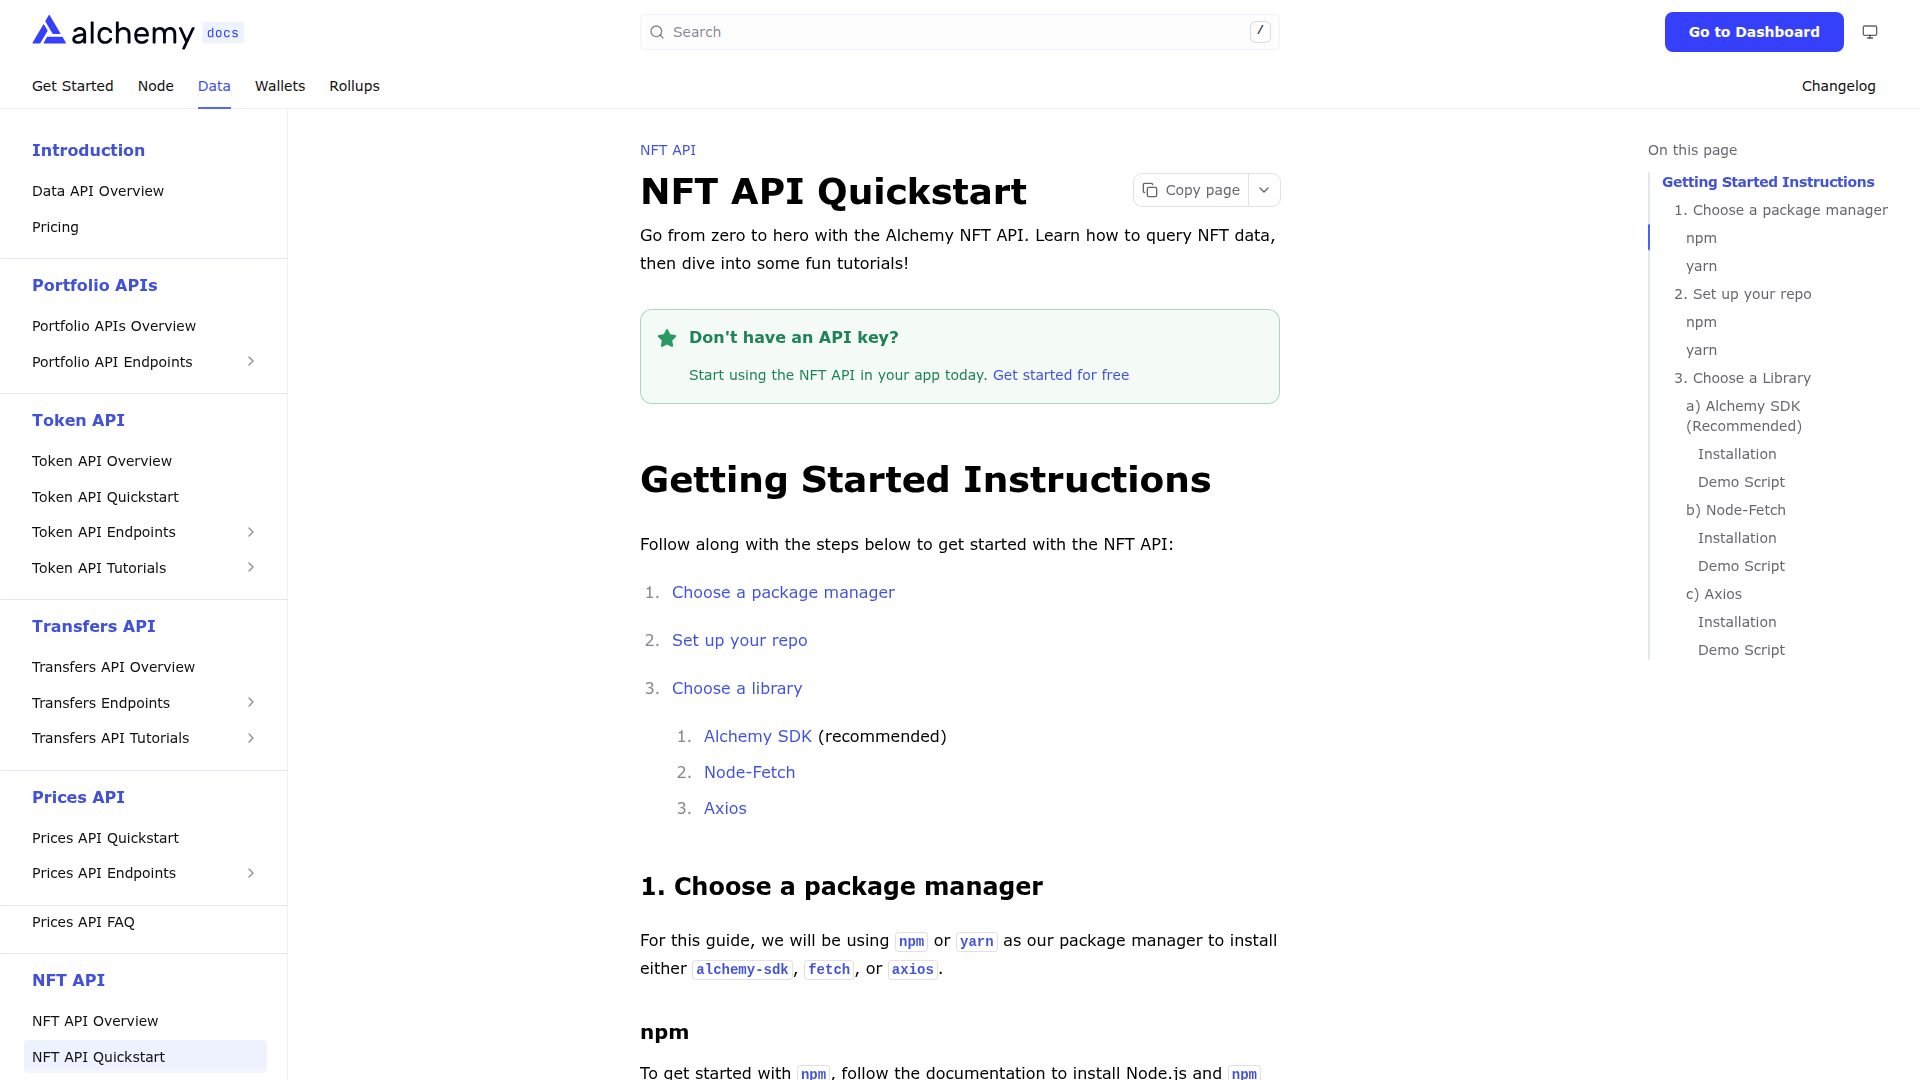 alchemy docs
Search
/
Go to Dashboard
Get Started
Node
Data
Wallets
Rollups
Changelog
Introduction
Data API Overview
Pricing
Portfolio APIs
Portfolio APIs Overview
Portfolio API Endpoints
Token API
Token API Overview
Token API Quickstart
Token API Endpoints
Token API Tutorials
Transfers API
Transfers API Overview
Transfers Endpoints
Transfers API Tutorials
Prices API
Prices API Quickstart
Prices API Endpoints
Prices API FAQ
NFT API
NFT API Overview
NFT API Quickstart
NFT API
NFT API Quickstart
Copy page
Go from zero to hero with the Alchemy NFT API. Learn how to query NFT data,
then dive into some fun tutorials!
Don't have an API key?
Start using the NFT API in your app today. Get started for free
Getting Started Instructions
Follow along with the steps below to get started with the NFT API:
1. Choose a package manager
2. Set up your repo
3. Choose a library
1. Alchemy SDK (recommended)
2. Node-Fetch
3. Axios
1. Choose a package manager
For this guide, we will be using npm or yarn as our package manager to install
either alchemy-sdk, fetch, or axios.
npm
To get started with npm, follow the documentation to install Node.js and npm
On this page
Getting Started Instructions
1. Choose a package manager
npm
yarn
2. Set up your repo
npm
yarn
3. Choose a Library
a) Alchemy SDK
(Recommended)
Installation
Demo Script
b) Node-Fetch
Installation
Demo Script
c) Axios
Installation
Demo Script